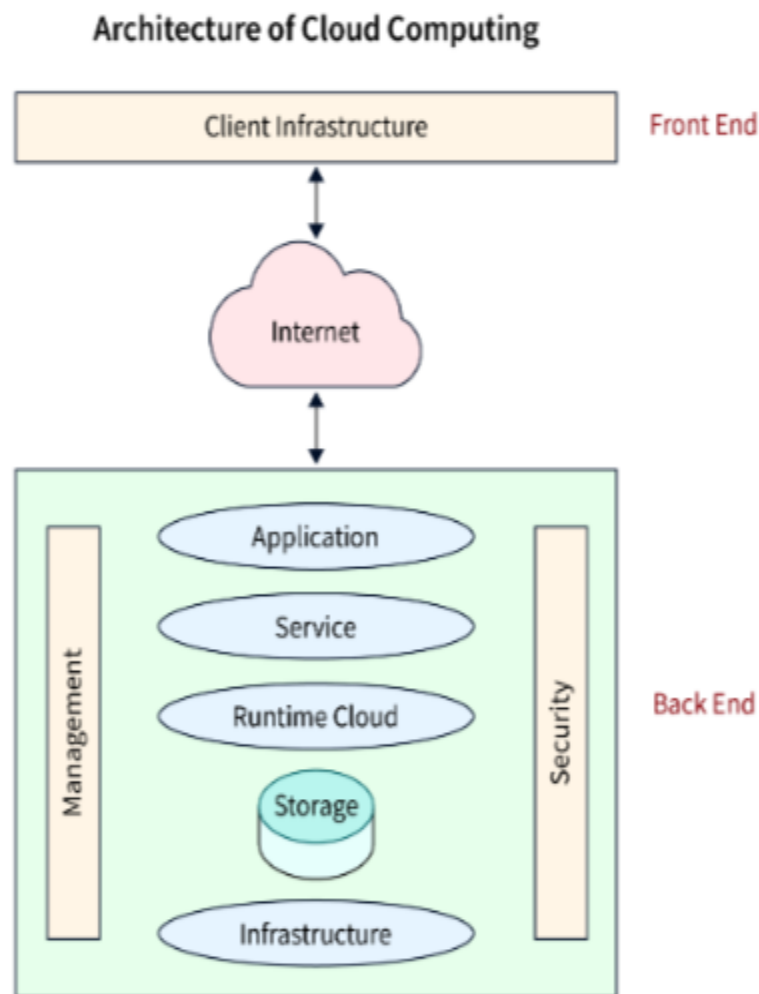 Architecture of Cloud Computing
Client Infrastructure
Front End
Internet
Application
Service
Runtime Cloud
Storage
Infrastructure
Management
Security
Back End